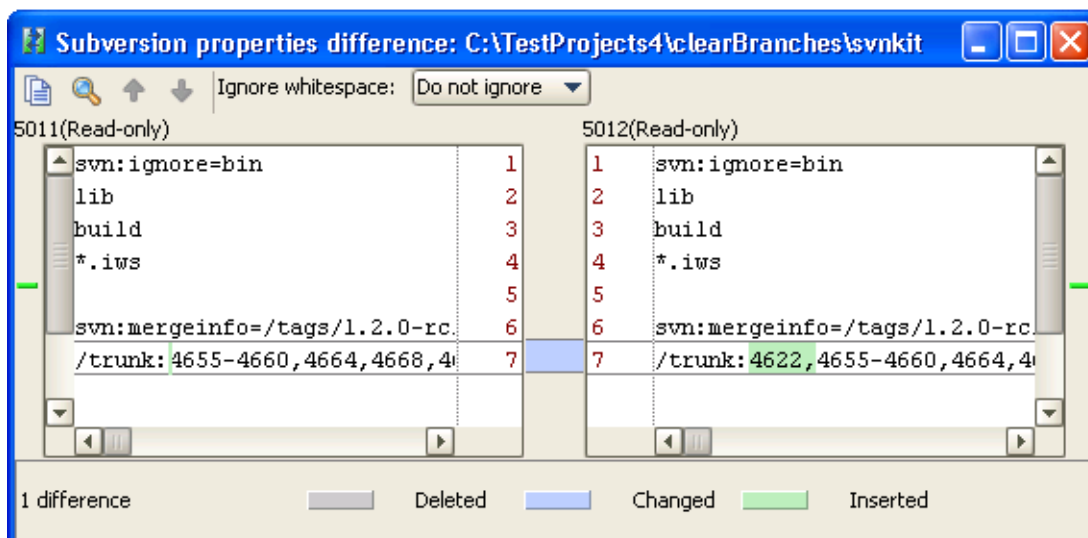 Subversion properties difference: C:\TestProjects4\clearBranches\svnkit
Ignore whitespace: Do not ignore
5011(Read-only)
5012(Read-only)
svn:ignore=bin 1
lib 2
build 3
*.iws 4
5
svn:mergeinfo=/tags/1.2.0-rc. 6
/trunk:4655-4660,4664,4668,4 7
1 svn:ignore=bin
2 lib
3 build
4 *.iws
5
6 svn:mergeinfo=/tags/1.2.0-rc.
7 /trunk:4622,4655-4660,4664,4
1 difference Deleted Changed Inserted